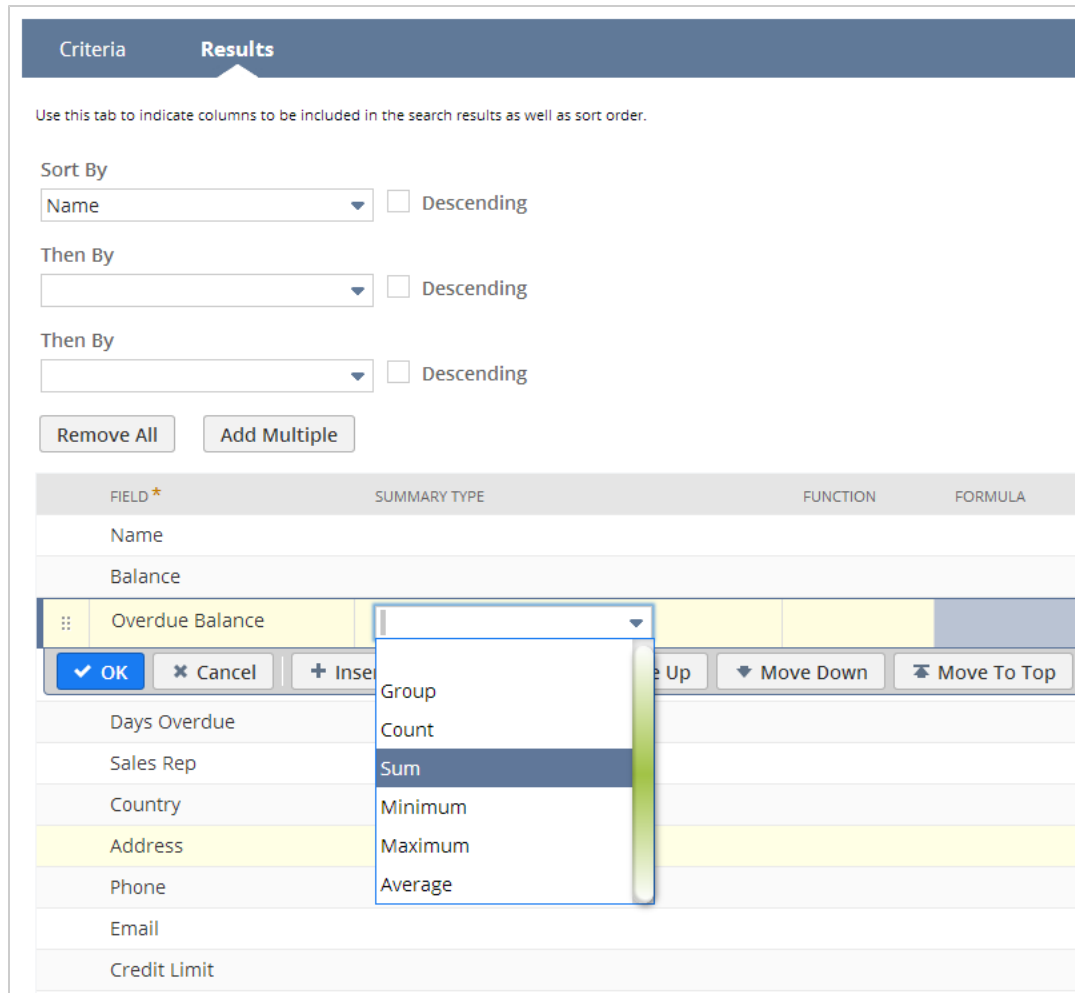 Criteria Results
Use this tab to indicate columns to be included in the search results as well as sort order.
Sort By
Name Descending
Then By
Descending
Then By
Descending
Remove All Add Multiple
FIELD * SUMMARY TYPE FUNCTION FORMULA
Name
Balance
Overdue Balance
OK Cancel Move Down Move To Top
Group
Count
Sum
Minimum
Maximum
Average
Days Overdue
Sales Rep
Country
Address
Phone
Email
Credit Limit